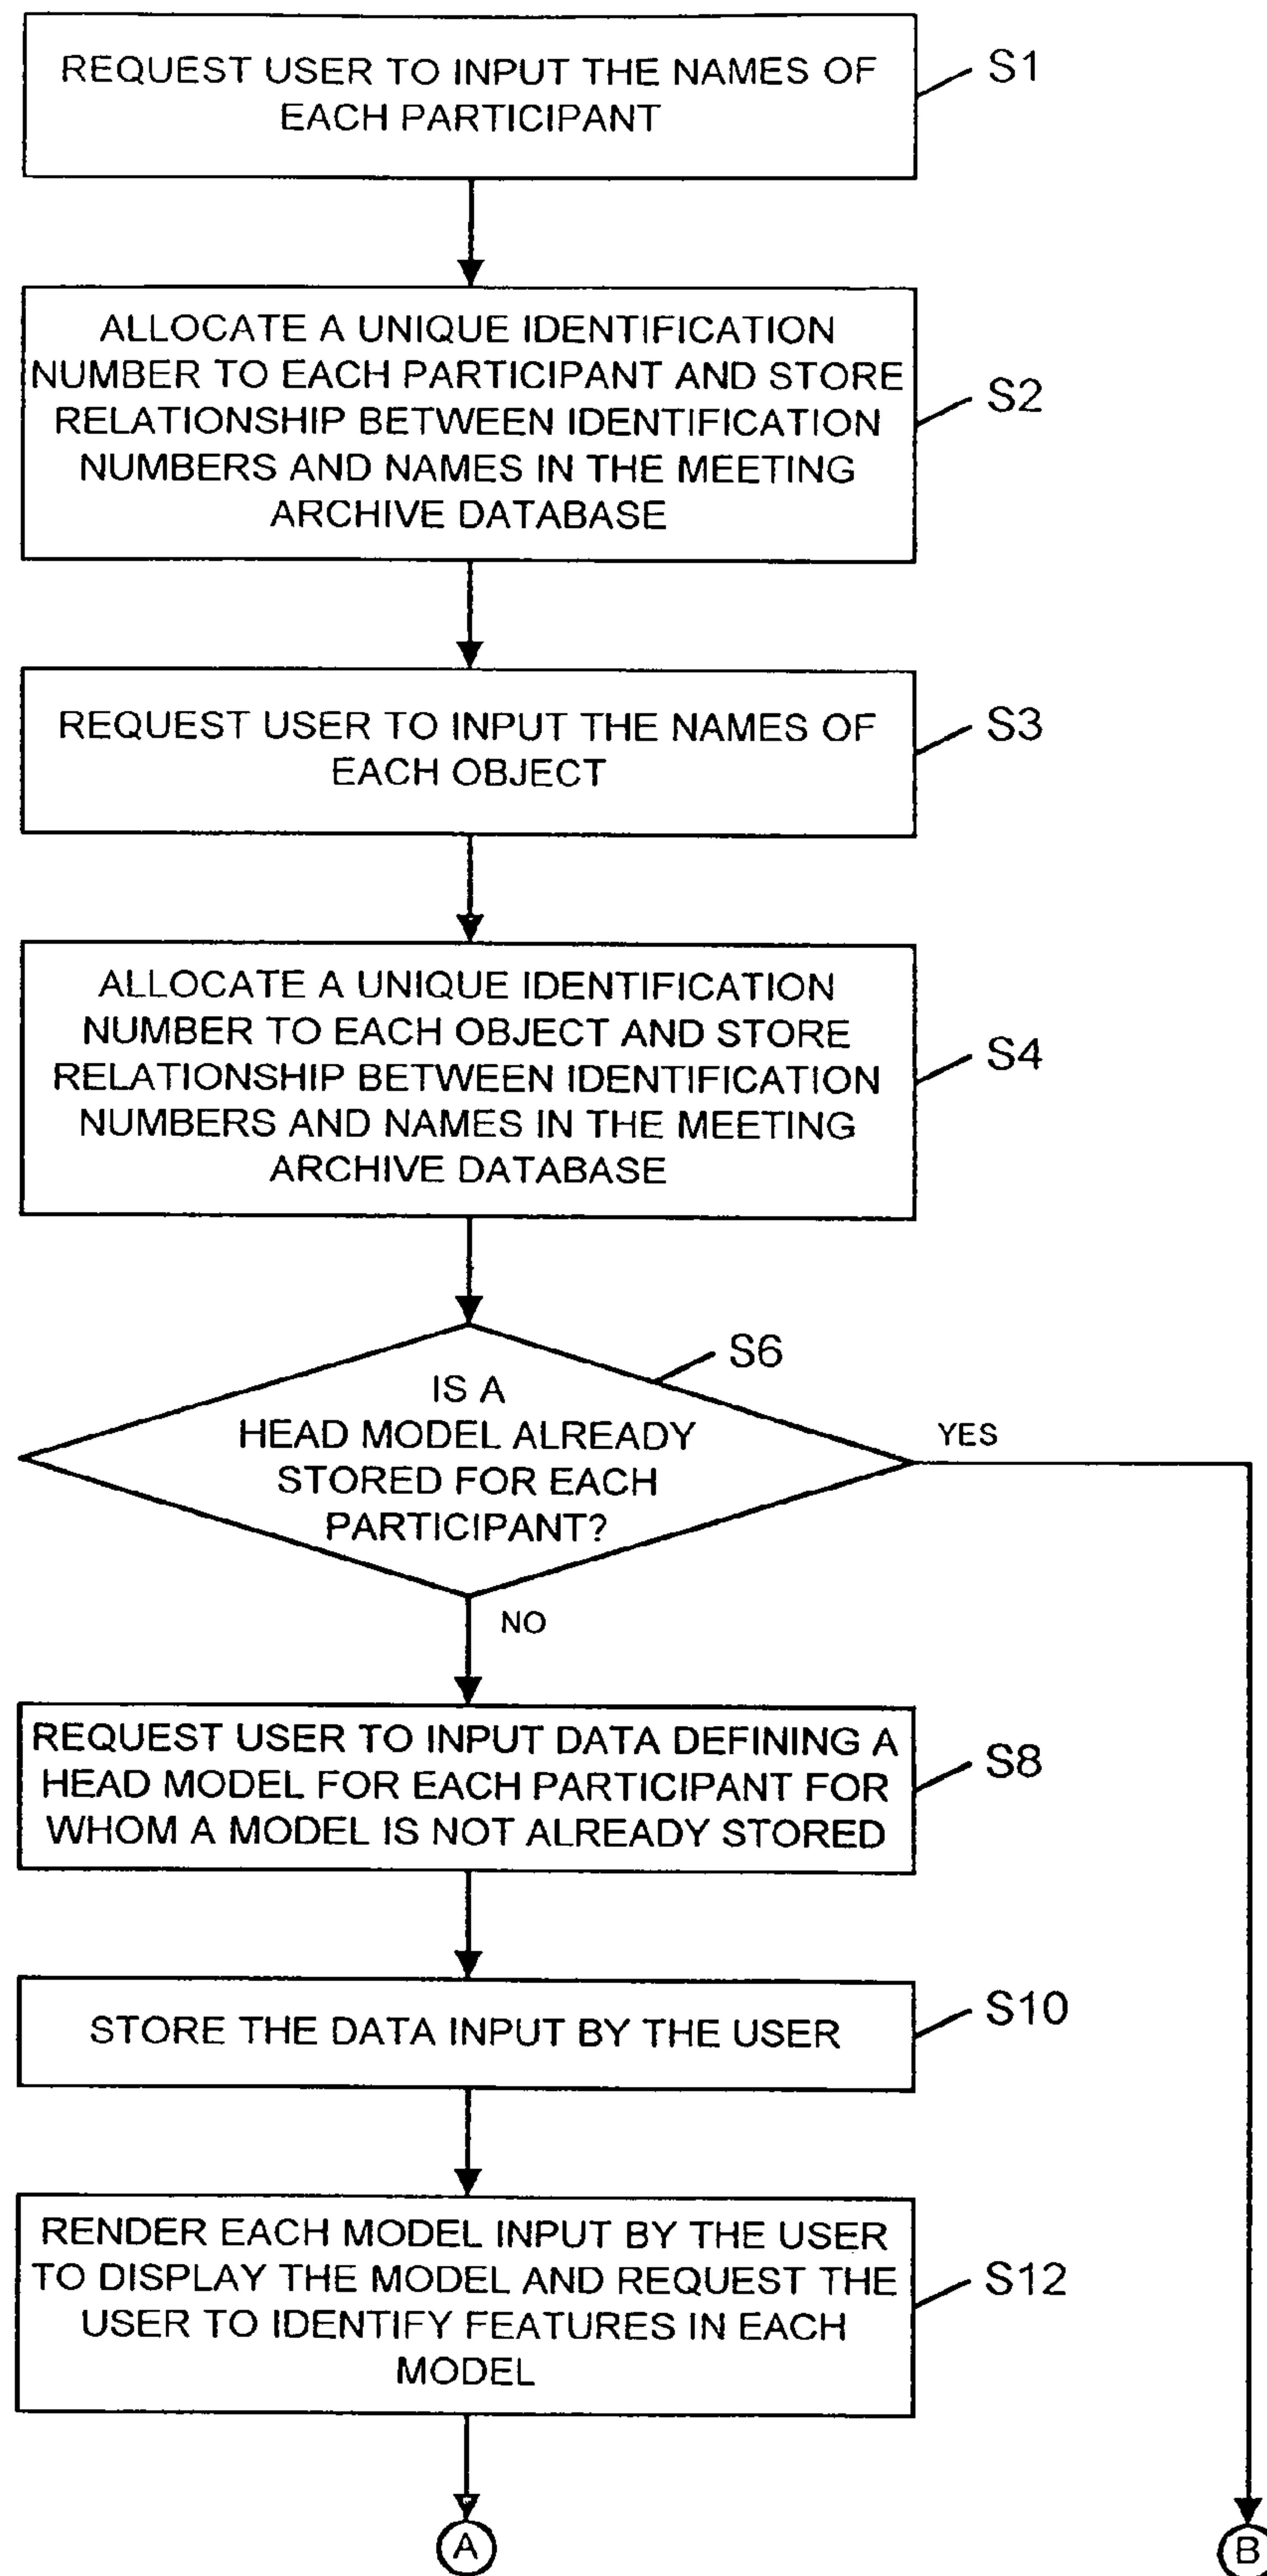 REQUEST USER TO INPUT THE NAMES OF
EACH PARTICIPANT
S1
ALLOCATE A UNIQUE IDENTIFICATION
NUMBER TO EACH PARTICIPANT AND STORE
RELATIONSHIP BETWEEN IDENTIFICATION
NUMBERS AND NAMES IN THE MEETING
ARCHIVE DATABASE
S2
REQUEST USER TO INPUT THE NAMES OF
EACH OBJECT
S3
ALLOCATE A UNIQUE IDENTIFICATION
NUMBER TO EACH OBJECT AND STORE
RELATIONSHIP BETWEEN IDENTIFICATION
NUMBERS AND NAMES IN THE MEETING
ARCHIVE DATABASE
S4
IS A
HEAD MODEL ALREADY
STORED FOR EACH
PARTICIPANT?
S6
YES
NO
REQUEST USER TO INPUT DATA DEFINING A
HEAD MODEL FOR EACH PARTICIPANT FOR
WHOM A MODEL IS NOT ALREADY STORED
S8
STORE THE DATA INPUT BY THE USER
S10
RENDER EACH MODEL INPUT BY THE USER
TO DISPLAY THE MODEL AND REQUEST THE
USER TO IDENTIFY FEATURES IN EACH
MODEL
S12
A
B